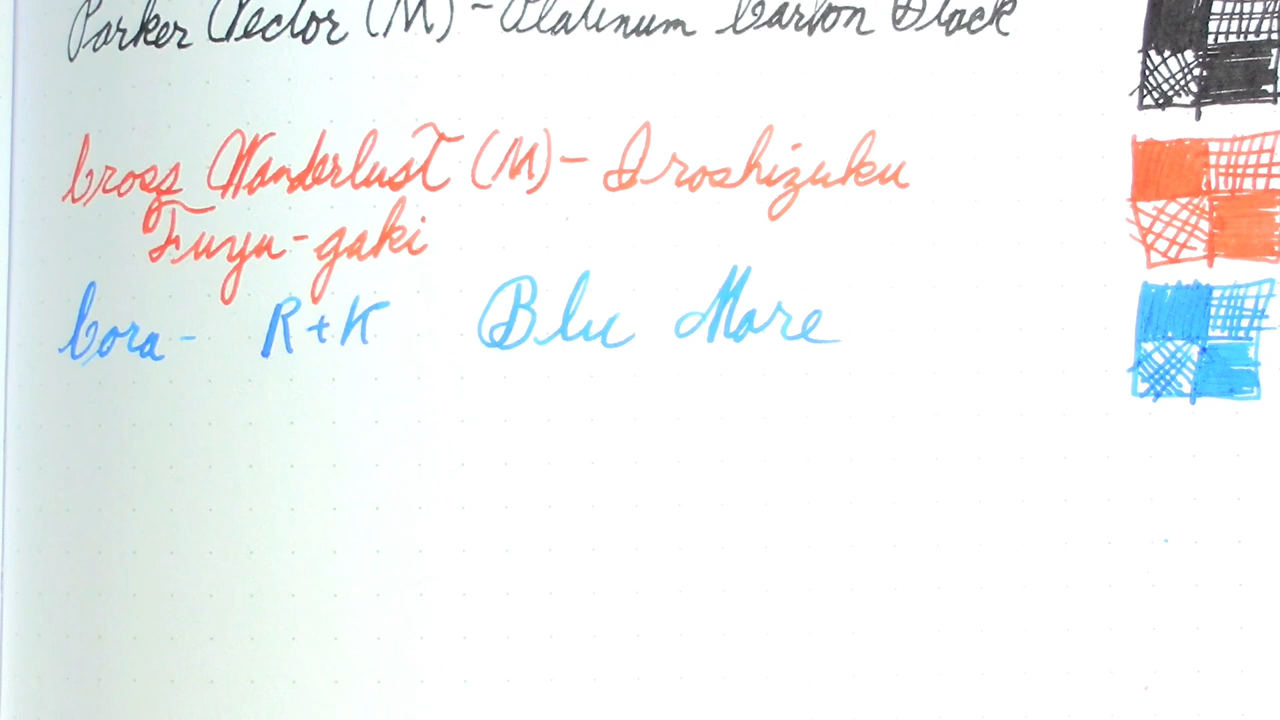 Parker Vector (M) - Platinum Carbon Black
Cross Wanderlust (M) - Iroshizuku
Fuyu-gaki
Cora - R+K Blu Mare